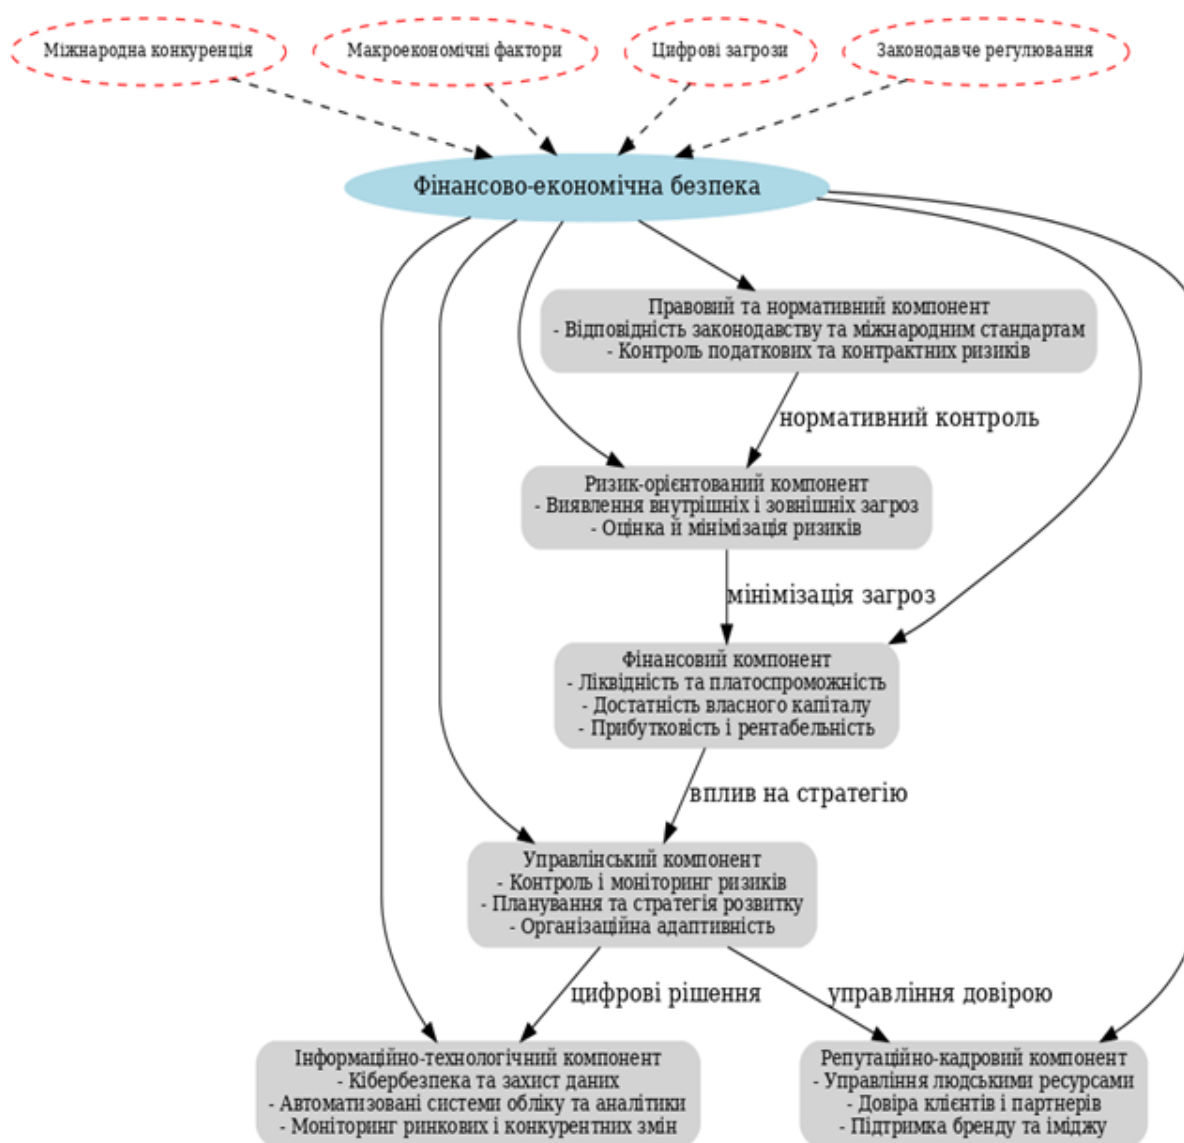 Міжнародна конкуренція
Макроекономічні фактори
Цифрові загрози
Законодавче регулювання
Фінансово-економічна безпека
Правовий та нормативний компонент
- Відповідність законодавству та міжнародним стандартам
- Контроль податкових та контрактних ризиків
нормативний контроль
Ризик-орієнтований компонент
- Виявлення внутрішніх і зовнішніх загроз
- Оцінка й мінімізація ризиків
мінімізація загроз
Фінансовий компонент
- Ліквідність та платоспроможність
- Достатність власного капіталу
- Прибутковість і рентабельність
вплив на стратегію
Управлінський компонент
- Контроль і моніторинг ризиків
- Планування та стратегія розвитку
- Організаційна адаптивність
цифрові рішення
управління довірою
Інформаційно-технологічний компонент
- Кібербезпека та захист даних
- Автоматизовані системи обліку та аналітики
- Моніторинг ринкових і конкурентних змін
Репутаційно-кадровий компонент
- Управління людськими ресурсами
- Довіра клієнтів і партнерів
- Підтримка бренду та іміджу